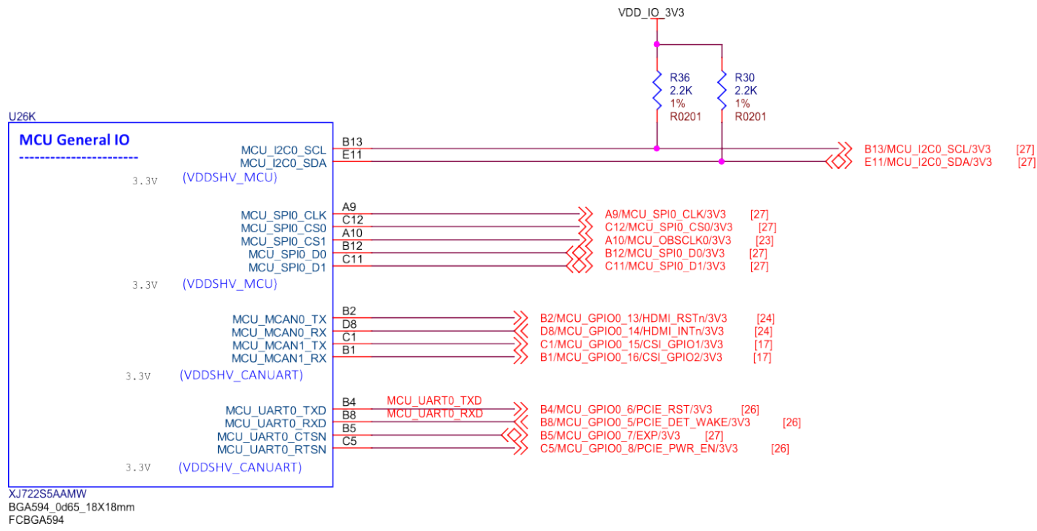 VDD_IO_3V3
R36
2.2K
1%
R0201
R30
2.2K
1%
R0201
U26K
MCU General IO
-----------------------
MCU_I2C0_SCL B13 B13/MCU_I2C0_SCL/3V3 [27]
MCU_I2C0_SDA E11 E11/MCU_I2C0_SDA/3V3 [27]
3.3V (VDDSHV_MCU)
MCU_SPI0_CLK A9 A9/MCU_SPI0_CLK/3V3 [27]
MCU_SPI0_CS0 C12 C12/MCU_SPI0_CS0/3V3 [27]
MCU_SPI0_CS1 A10 A10/MCU_OBSCLK0/3V3 [23]
MCU_SPI0_D0 B12 B12/MCU_SPI0_D0/3V3 [27]
MCU_SPI0_D1 C11 C11/MCU_SPI0_D1/3V3 [27]
3.3V (VDDSHV_MCU)
MCU_MCAN0_TX B2 B2/MCU_GPIO0_13/HDMI_RSTn/3V3 [24]
MCU_MCAN0_RX D8 D8/MCU_GPIO0_14/HDMI_INTn/3V3 [24]
MCU_MCAN1_TX C1 C1/MCU_GPIO0_15/CSI_GPIO1/3V3 [17]
MCU_MCAN1_RX B1 B1/MCU_GPIO0_16/CSI_GPIO2/3V3 [17]
3.3V (VDDSHV_CANUART)
MCU_UART0_TXD B4 MCU_UART0_TXD B4/MCU_GPIO0_6/PCIE_RST/3V3 [26]
MCU_UART0_RXD B8 MCU_UART0_RXD B8/MCU_GPIO0_5/PCIE_DET_WAKE/3V3 [26]
MCU_UART0_CTSN B5 B5/MCU_GPIO0_7/EXP/3V3 [27]
MCU_UART0_RTSN C5 C5/MCU_GPIO0_8/PCIE_PWR_EN/3V3 [26]
3.3V (VDDSHV_CANUART)
XJ722S5AAMW
BGA594_0d65_18X18mm
FCBGA594